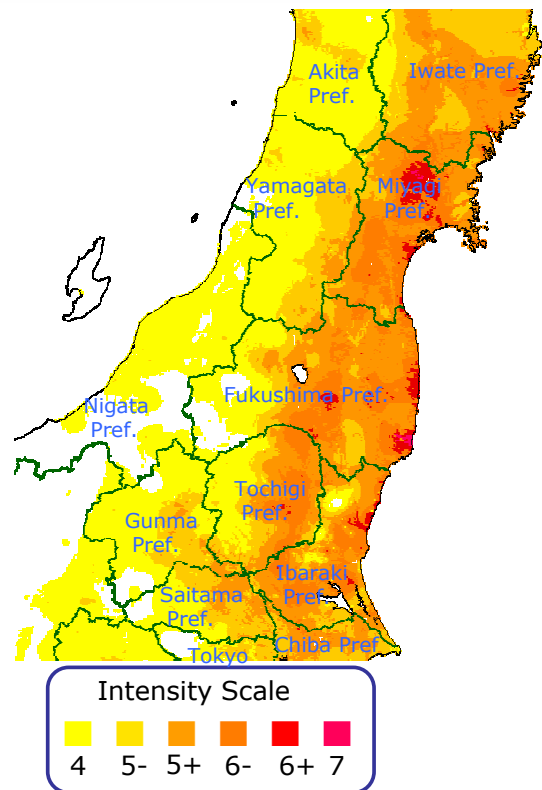 Akita
Pref.
Iwate Pref.
Yamagata
Pref.
Miyagi
Pref.
Fukushima Pref.
Nigata
Pref.
Tochigi
Pref.
Gunma
Pref.
Ibaraki
Pref.
Saitama
Pref.
Chiba Pref
Tokyo
Intensity Scale
4 5- 5+ 6- 6+ 7